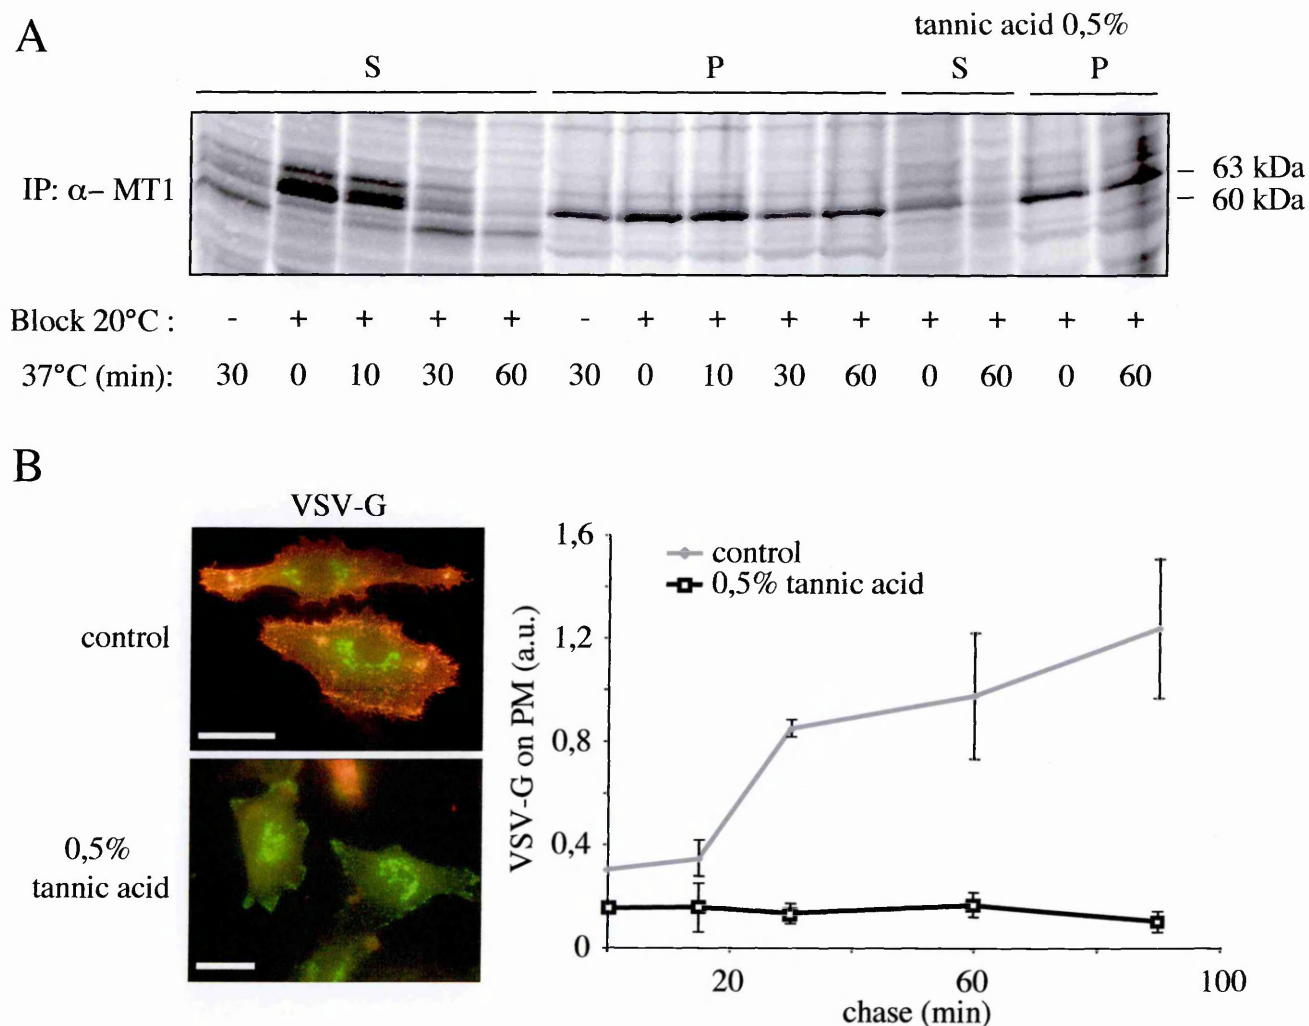 A
tannic acid 0,5%
S P S P
IP: α– MT1
– 63 kDa
– 60 kDa
Block 20°C : - + + + + - + + + + + + + +
37°C (min): 30 0 10 30 60 30 0 10 30 60 0 60 0 60
B
VSV-G
control
0,5%
tannic acid
VSV-G on PM (a.u.)
1,6
1,2
0,8
0,4
0
control
0,5% tannic acid
20 60 100
chase (min)